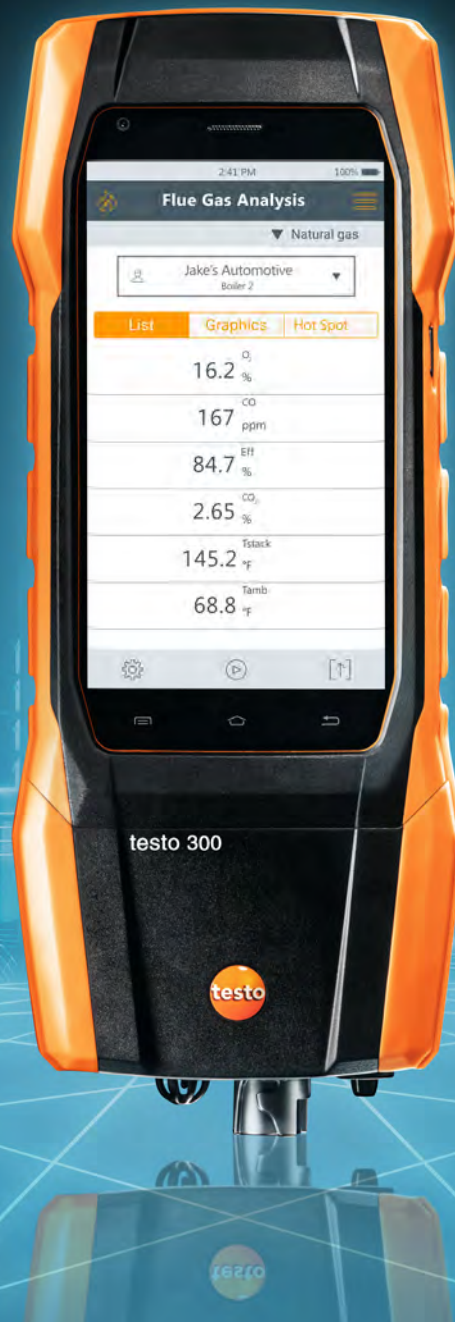 2:41 PM 100%
Flue Gas Analysis
▼ Natural gas
Jake's Automotive ▼
Boiler 2
List Graphics Hot Spot
16.2 O₂ %
167 CO ppm
84.7 Eff %
2.65 CO₂ %
145.2 Tstack °F
68.8 Tamb °F
testo 300
testo
testo